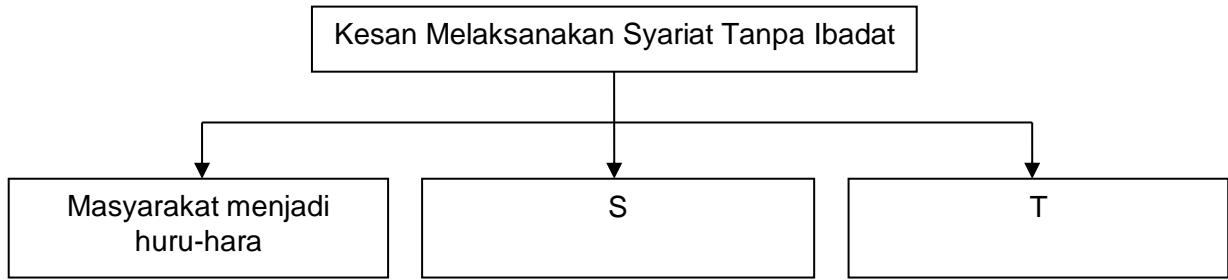 Kesan Melaksanakan Syariat Tanpa Ibadat
Masyarakat menjadi
huru-hara
S
T